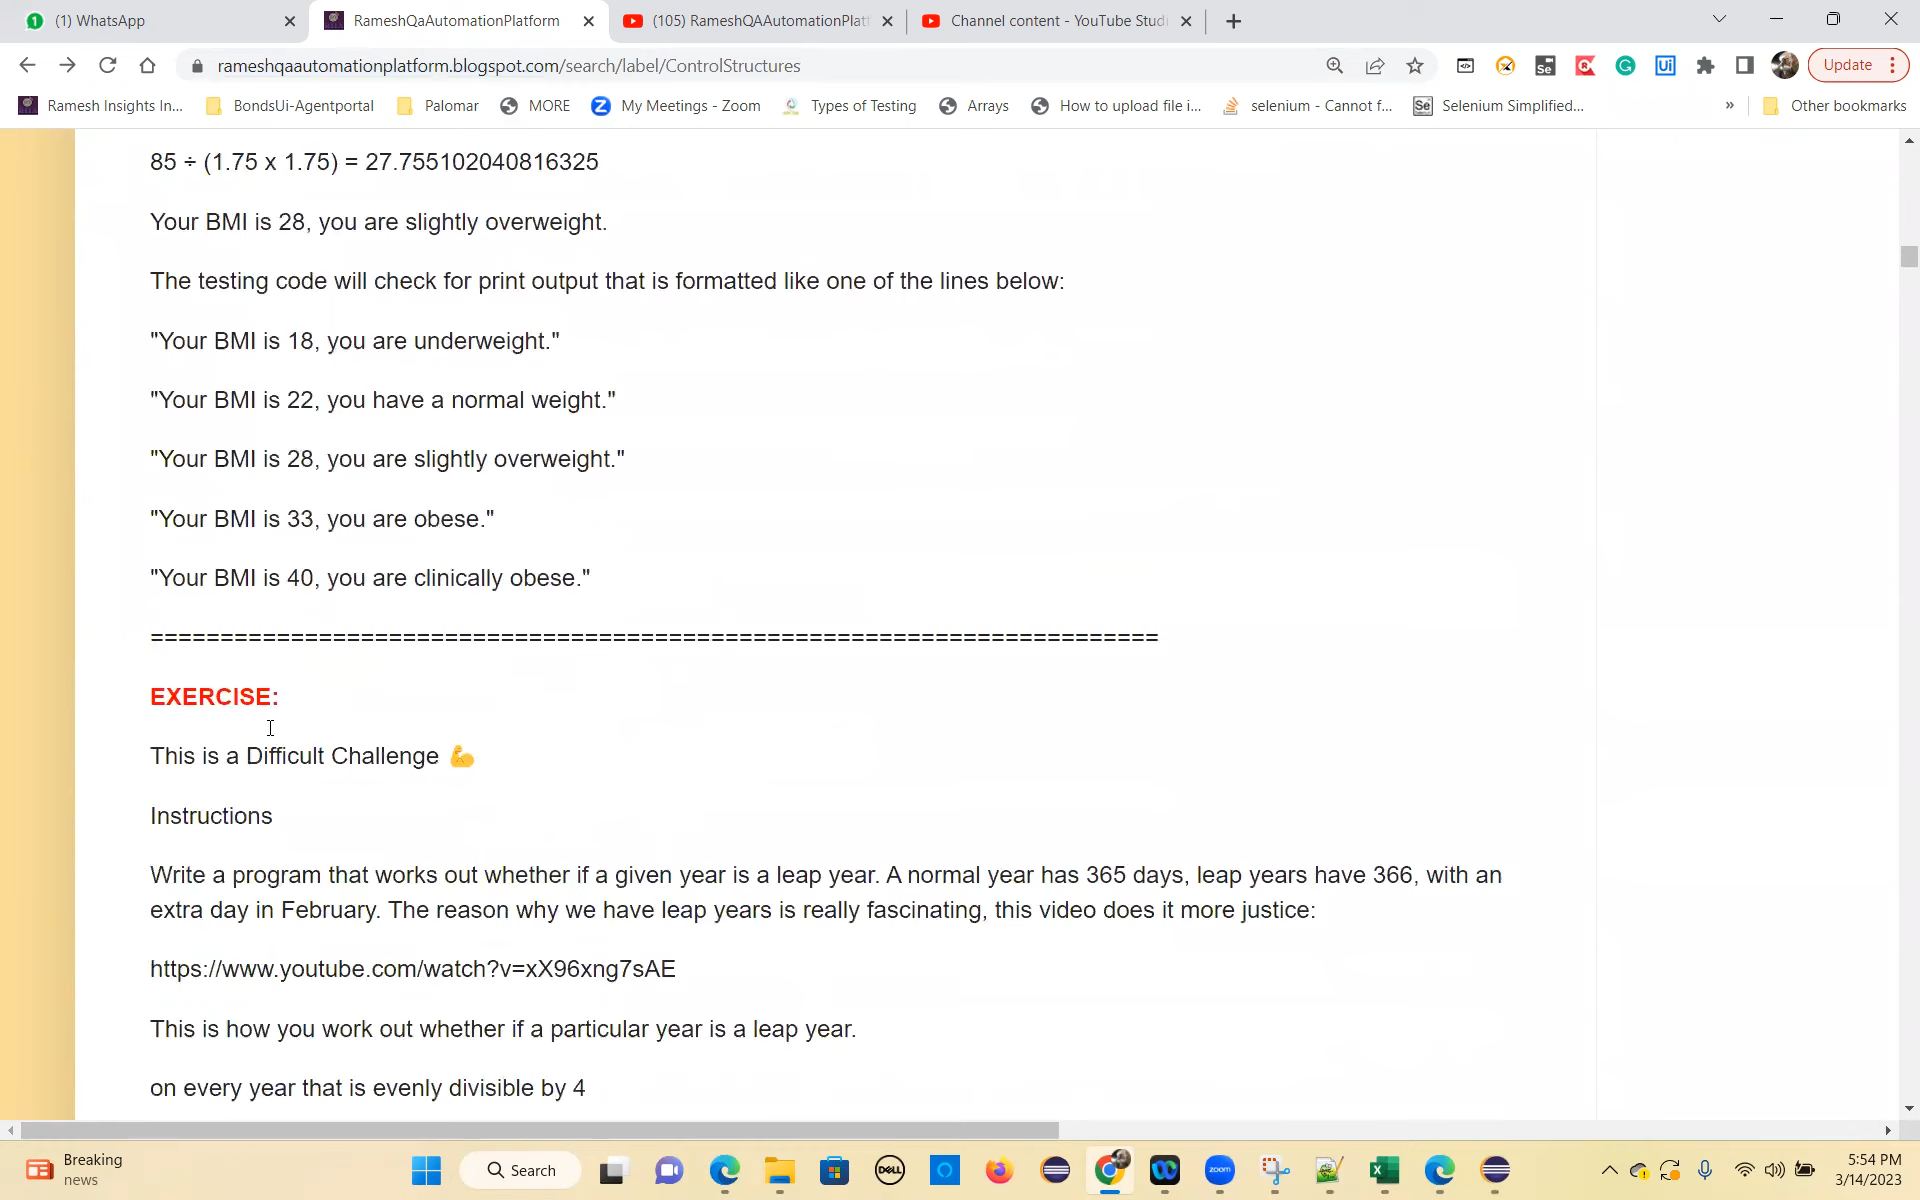 (1) WhatsApp
RameshQaAutomationPlatform
(105) RameshQAAutomationPlat
Channel content - YouTube Stud
rameshqaautomationplatform.blogspot.com/search/label/ControlStructures
Update
Ramesh Insights In...
BondsUi-Agentportal
Palomar
MORE
My Meetings - Zoom
Types of Testing
Arrays
How to upload file i...
selenium - Cannot f...
Selenium Simplified...
»
Other bookmarks
85 ÷ (1.75 x 1.75) = 27.755102040816325
Your BMI is 28, you are slightly overweight.
The testing code will check for print output that is formatted like one of the lines below:
"Your BMI is 18, you are underweight."
"Your BMI is 22, you have a normal weight."
"Your BMI is 28, you are slightly overweight."
"Your BMI is 33, you are obese."
"Your BMI is 40, you are clinically obese."
========================================================================
EXERCISE:
This is a Difficult Challenge 💪
Instructions
Write a program that works out whether if a given year is a leap year. A normal year has 365 days, leap years have 366, with an
extra day in February. The reason why we have leap years is really fascinating, this video does it more justice:
https://www.youtube.com/watch?v=xX96xng7sAE
This is how you work out whether if a particular year is a leap year.
on every year that is evenly divisible by 4
Breaking
news
Search
5:54 PM
3/14/2023